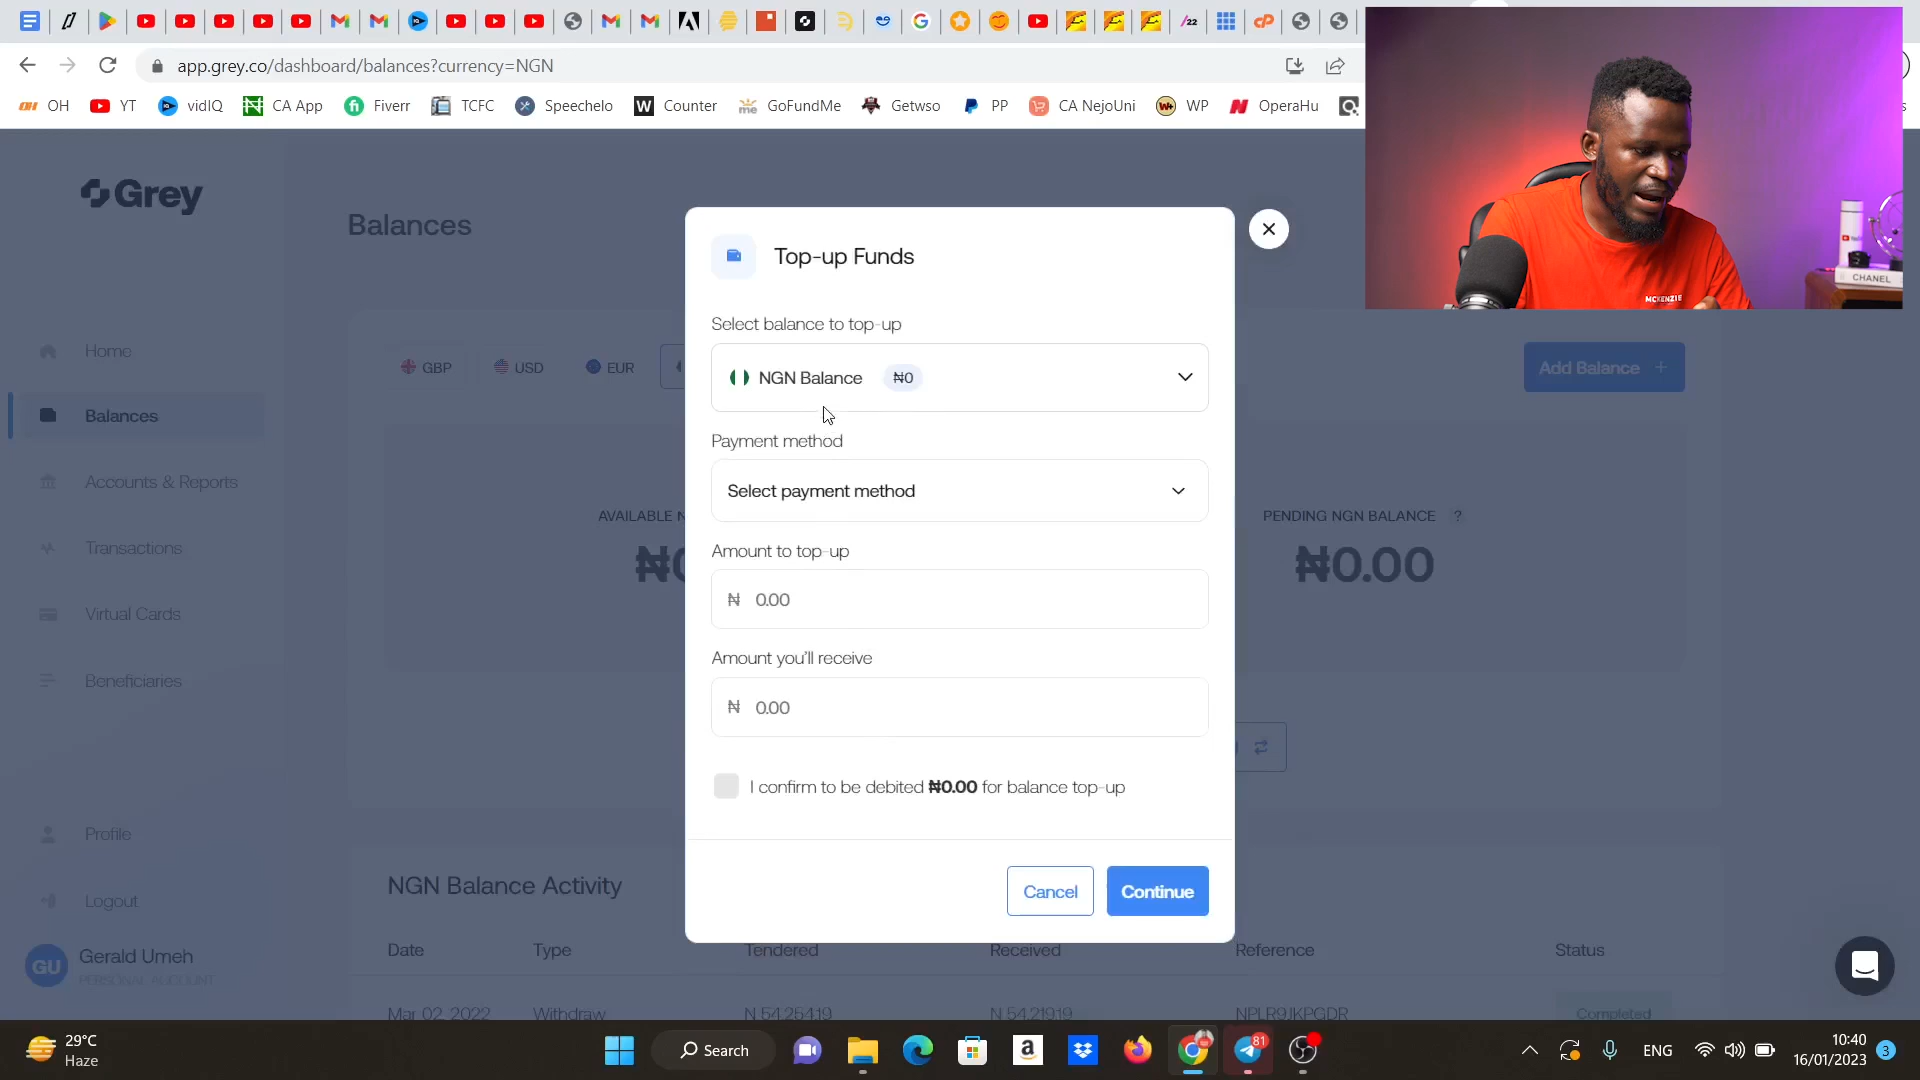 app.grey.co/dashboard/balances?currency=NGN
OH YT vidIQ CA App Fiverr TCFC Speechelo Counter GoFundMe Getwso PP CA NejoUni WP OperaHu
Grey
Balances
Home
Balances
Accounts & Reports
Transactions
Virtual Cards
Beneficiaries
Profile
Logout
GU
Gerald Umeh
PERSONAL ACCOUNT
GBP USD EUR
Add Balance +
AVAILABLE N
PENDING NGN BALANCE ?
₦0.00
Top-up Funds
Select balance to top-up
NGN Balance ₦0
Payment method
Select payment method
Amount to top-up
₦ 0.00
Amount you'll receive
₦ 0.00
I confirm to be debited ₦0.00 for balance top-up
Cancel Continue
NGN Balance Activity
Date Type Tendered Received Reference Status
Mar 02, 2022 Withdraw N 54,254.19 N 54,219.19 NPLR9JKPGDR Completed
MCKENZIE
CHANEL
29°C
Haze
Search
81
ENG
10:40
16/01/2023
3